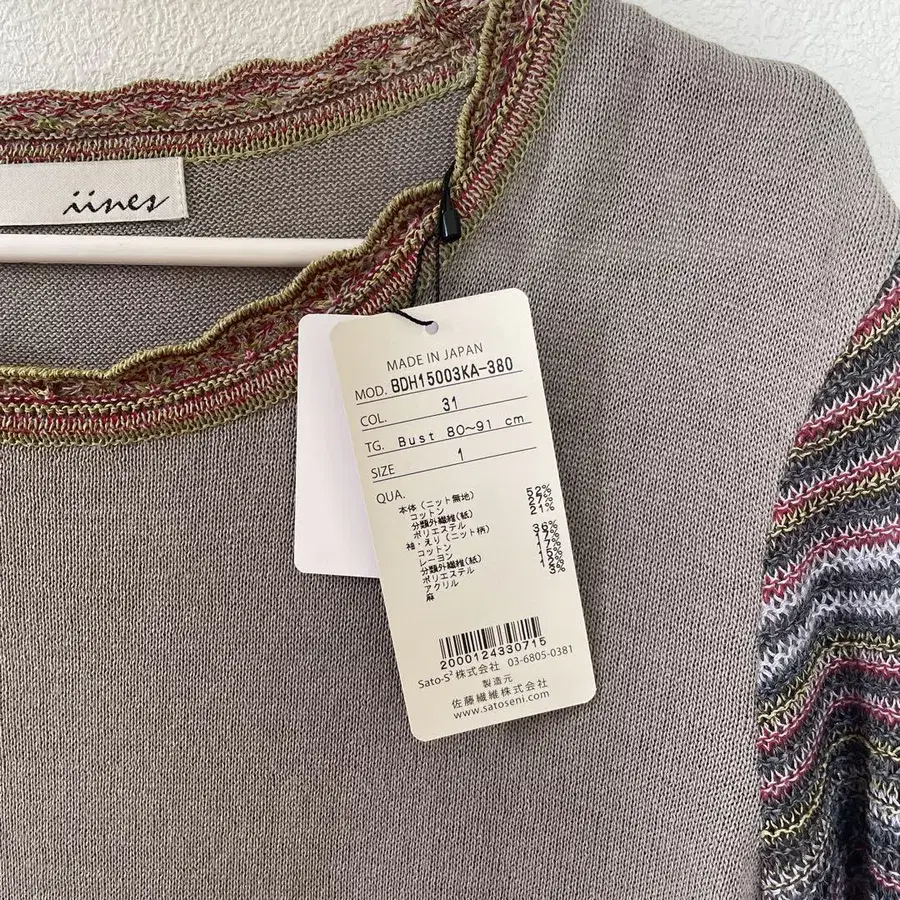 iines
MADE IN JAPAN
MOD. BDH15003KA-380
COL. 31
TG. Bust 80~91 cm
SIZE 1
QUA.
本体(ニット無地)
コットン 52%
分類外繊維(紙) 27%
ポリエステル 21%
袖・えり(ニット柄)
コットン 36%
レーヨン 17%
分類外繊維(紙)
ポリエステル
アクリル 12%
麻 3%
2000124330715
Sato-S² 株式会社 03-6805-0381
製造元
佐藤繊維株式会社
www.satoseni.com